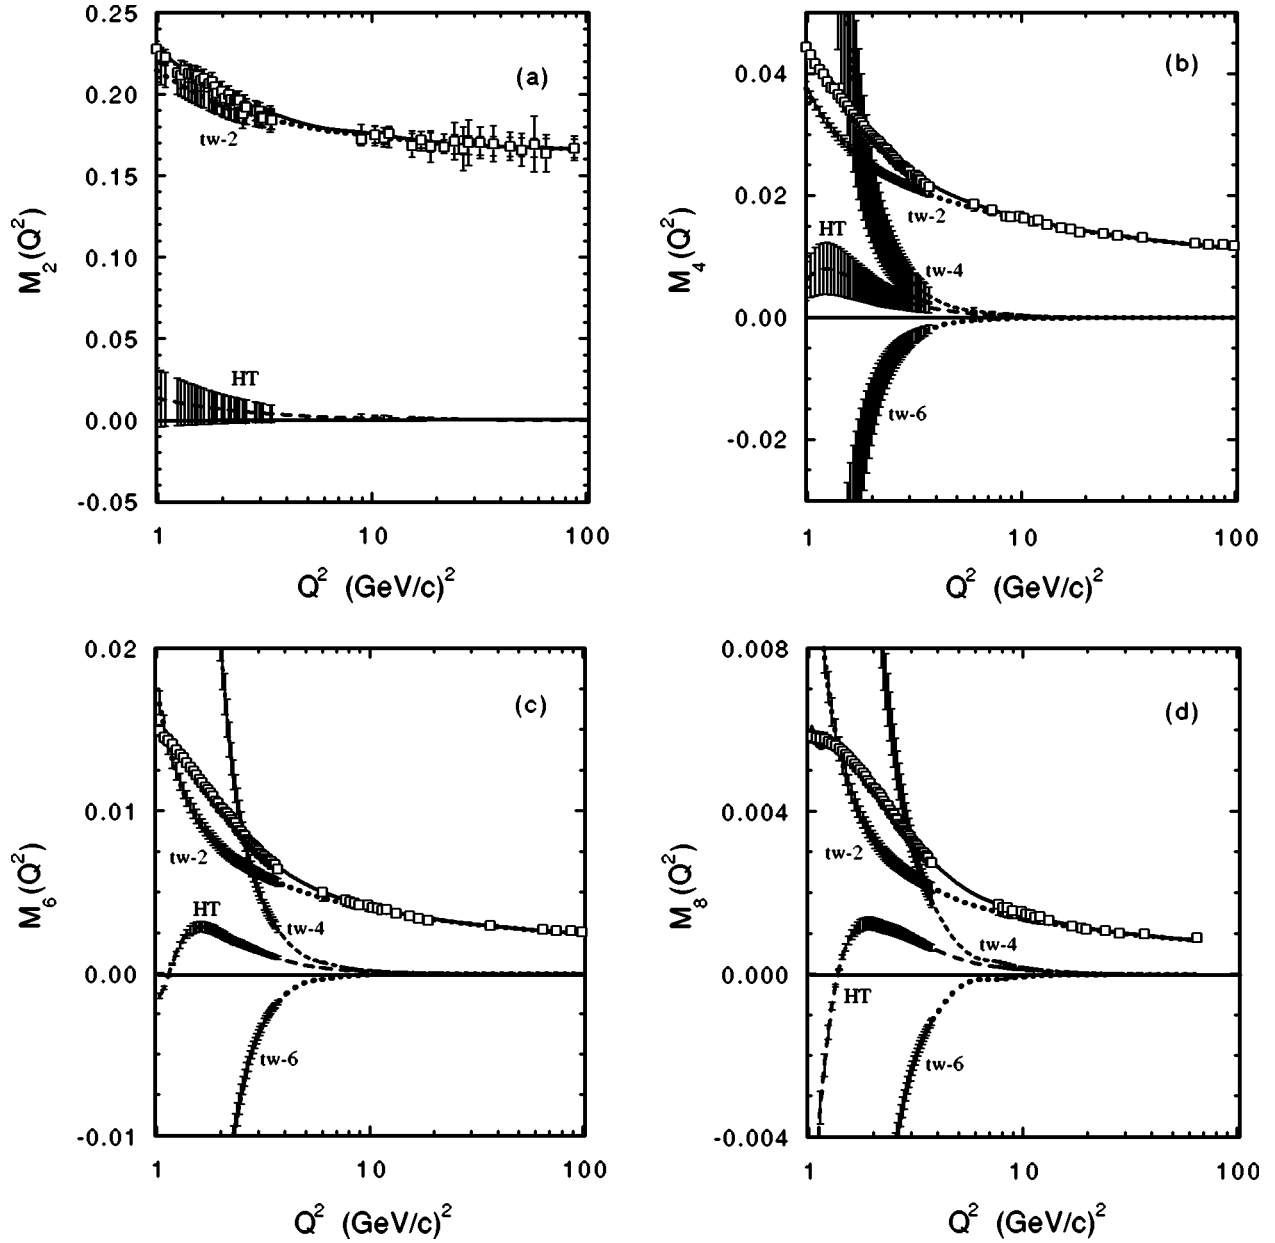 0.25
0.20
0.15
0.10
0.05
0.00
-0.05
M2(Q²)
(a)
tw-2
HT
1 10 100
Q² (GeV/c)²
0.04
0.02
0.00
-0.02
M4(Q²)
(b)
tw-2
HT
tw-4
tw-6
1 10 100
Q² (GeV/c)²
0.02
0.01
0.00
-0.01
M6(Q²)
(c)
tw-2
HT
tw-4
tw-6
1 10 100
Q² (GeV/c)²
0.008
0.004
0.000
-0.004
M8(Q²)
(d)
tw-2
tw-4
HT
tw-6
1 10 100
Q² (GeV/c)²